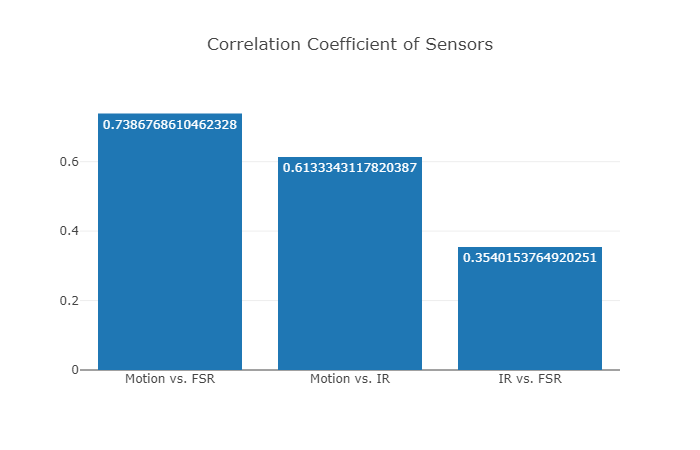 Correlation Coefficient of Sensors
0.7386768610462328
0.6133343117820387
0.3540153764920251
0.6
0.4
0.2
0
Motion vs. FSR
Motion vs. IR
IR vs. FSR